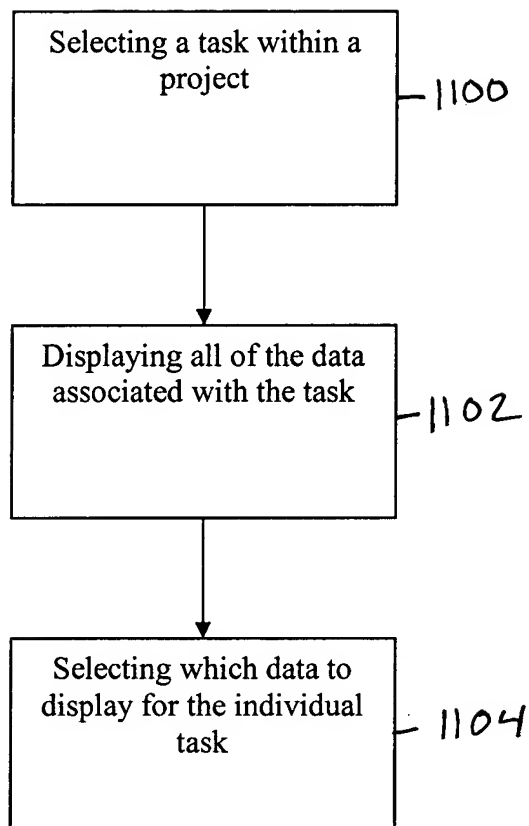 Selecting a task within a
project
1100
Displaying all of the data
associated with the task
1102
Selecting which data to
display for the individual
task
1104